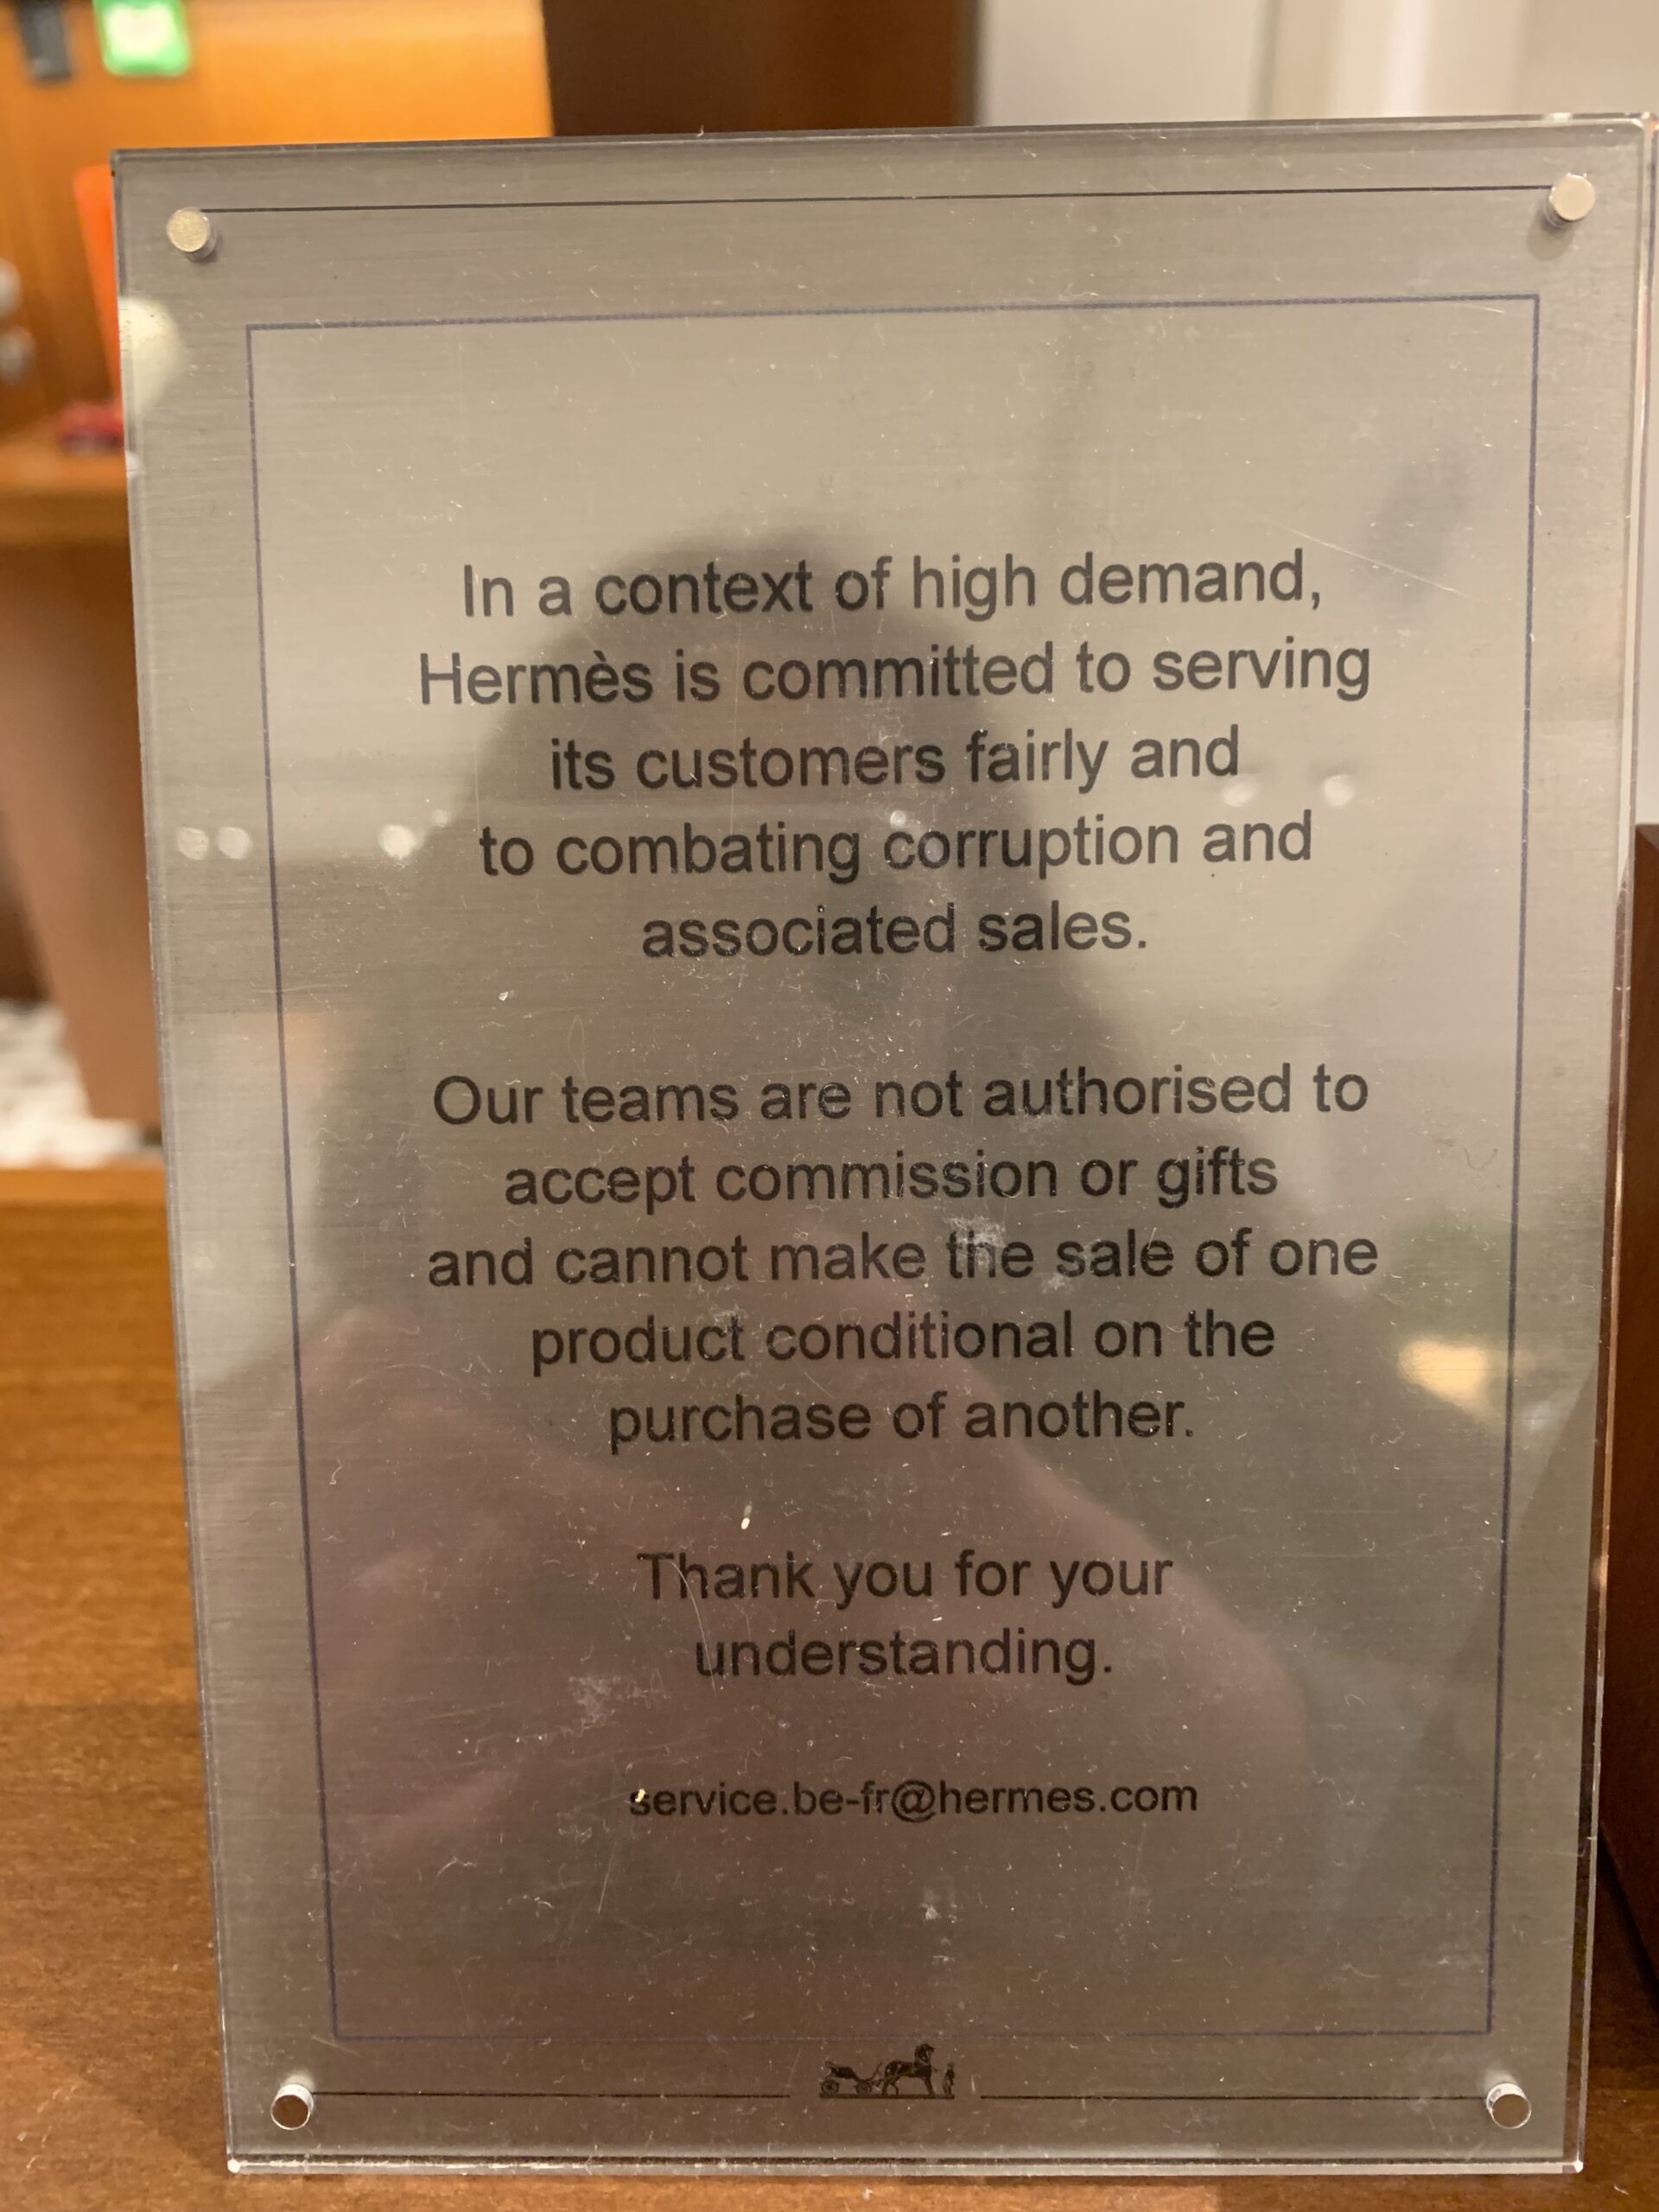 In a context of high demand,
Hermès is committed to serving
its customers fairly and
to combating corruption and
associated sales.
Our teams are not authorised to
accept commission or gifts
and cannot make the sale of one
product conditional on the
purchase of another.
Thank you for your
understanding.
service.be-fr@hermes.com